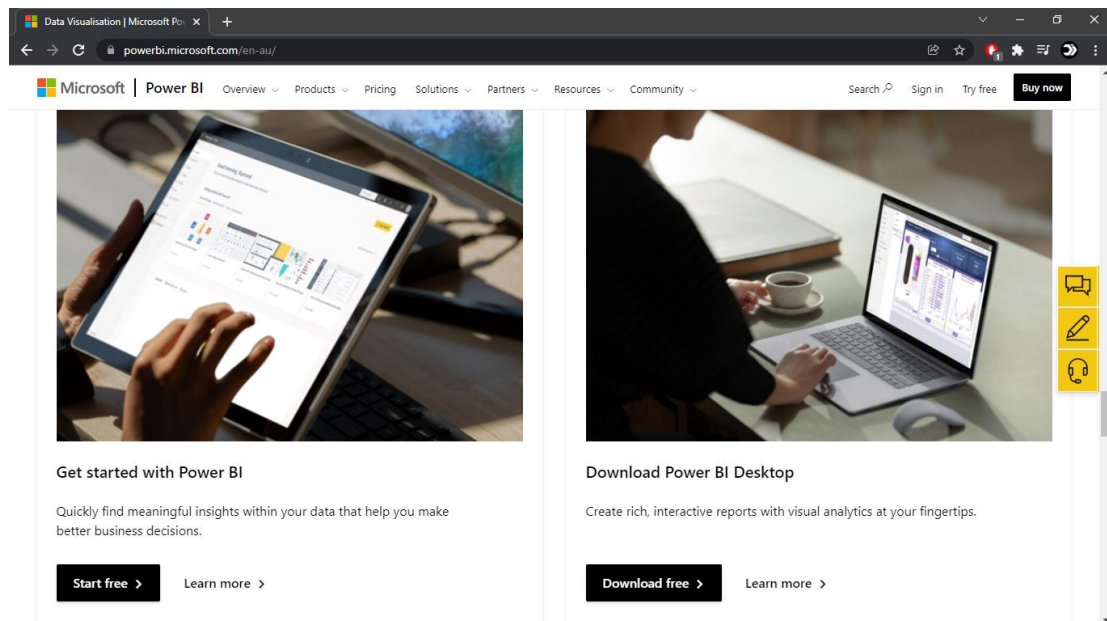 Data Visualisation | Microsoft Po
powerbi.microsoft.com/en-au/
1
Microsoft | Power BI Overview Products Pricing Solutions Partners Resources Community Search Sign in Try free Buy now
Get started with Power BI
Quickly find meaningful insights within your data that help you make
better business decisions.
Start free >
Learn more >
Download Power BI Desktop
Create rich, interactive reports with visual analytics at your fingertips.
Download free >
Learn more >